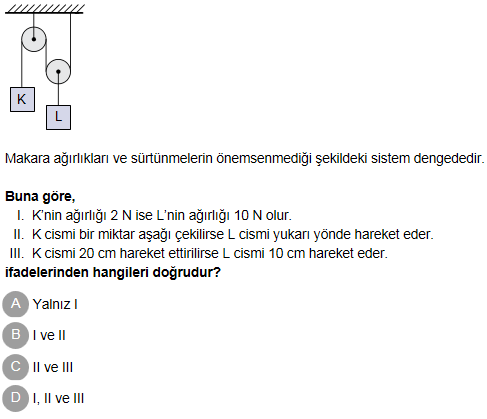 K
L
Makara ağırlıkları ve sürtünmelerin önemsenmediği şekildeki sistem dengededir.
Buna göre,
I. K'nin ağırlığı 2 N ise L'nin ağırlığı 10 N olur.
II. K cismi bir miktar aşağı çekilirse L cismi yukarı yönde hareket eder.
III. K cismi 20 cm hareket ettirilirse L cismi 10 cm hareket eder.
ifadelerinden hangileri doğrudur?
A Yalnız I
B I ve II
C II ve III
D I, II ve III